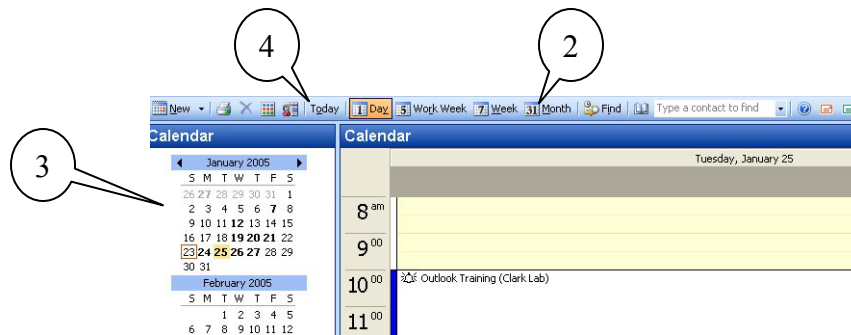 4
2
New Today 1 Day 5 Work Week 7 Week 31 Month Find Type a contact to find
Calendar
Calendar
3
January 2005
S M T W T F S
26 27 28 29 30 31 1
2 3 4 5 6 7 8
9 10 11 12 13 14 15
16 17 18 19 20 21 22
23 24 25 26 27 28 29
30 31
February 2005
S M T W T F S
1 2 3 4 5
6 7 8 9 10 11 12
Tuesday, January 25
8 am
9 00
10 00
Outlook Training (Clark Lab)
11 00